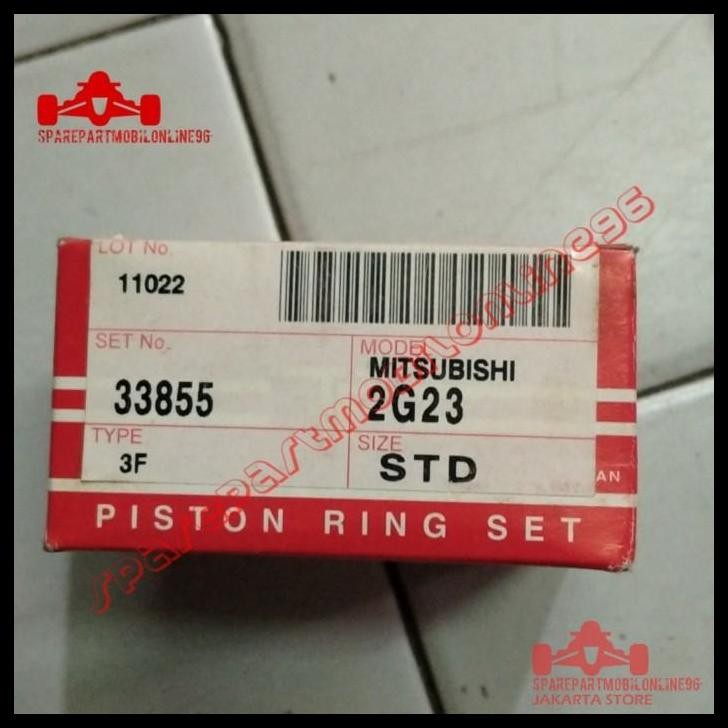 SPAREPARTMOBILONLINE96
LOT No.
11022
SET No.
33855
MODEL
MITSUBISHI
2G23
TYPE
3F
SIZE
STD
AN
PISTON RING SET
sparepartmobilonline96
SPAREPARTMOBILONLINE96
JAKARTA STORE